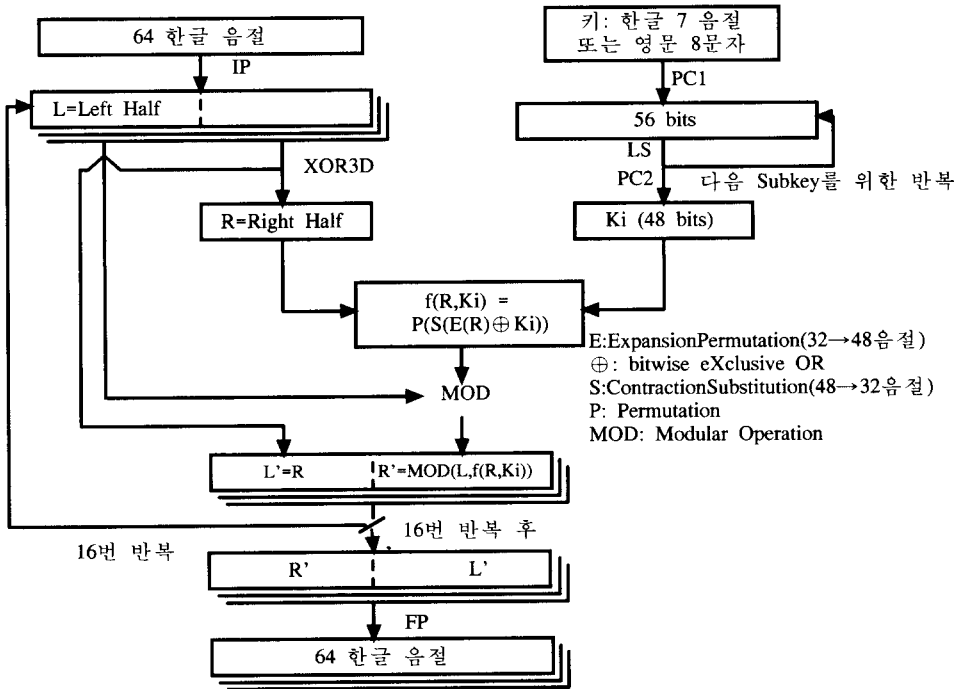 64 한글 음절
IP
L=Left Half
XOR3D
R=Right Half
키: 한글 7 음절
또는 영문 8문자
PC1
56 bits
LS
PC2
다음 Subkey를 위한 반복
Ki (48 bits)
f(R,Ki) =
P(S(E(R)⊕Ki))
MOD
E:ExpansionPermutation(32→48음절)
⊕: bitwise eXclusive OR
S:ContractionSubstitution(48→32음절)
P: Permutation
MOD: Modular Operation
L'=R
R'=MOD(L,f(R,Ki))
16번 반복
16번 반복 후
R'
L'
FP
64 한글 음절